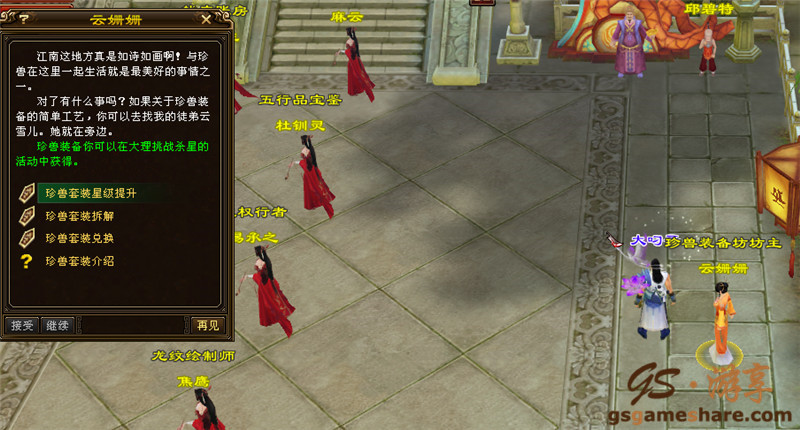 云姗姗
江南这地方真是如诗如画啊！与珍
兽在这里一起生活就是最美好的事情之
一。
对了有什么事吗？如果关于珍兽装
备的简单工艺，你可以去找我的徒弟云
雪儿。她就在旁边。
珍兽装备你可以在大理挑战杀星的
活动中获得。
珍兽套装星级提升
珍兽套装拆解
珍兽套装兑换
珍兽套装介绍
接受
继续
再见
房
麻云
邱碧特
五行品宝鉴
杜钏灵
权行者
承之
珍兽装备坊坊主
云姗姗
龙纹绘制师
焦鹰
GS·游享
gsgameshare.com